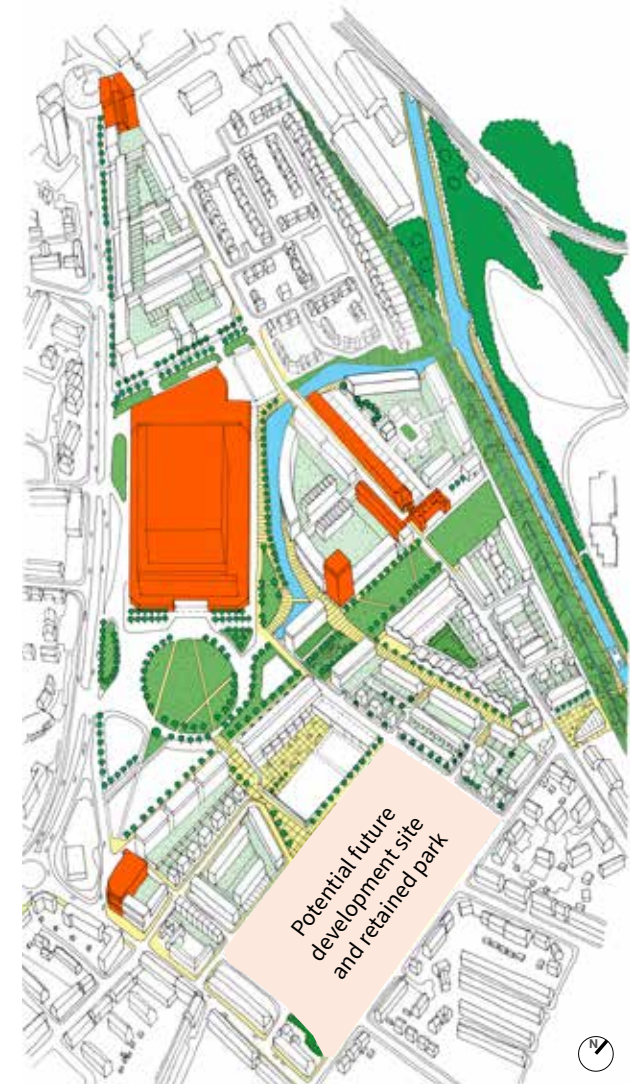 Potential future
development site
and retained park
N